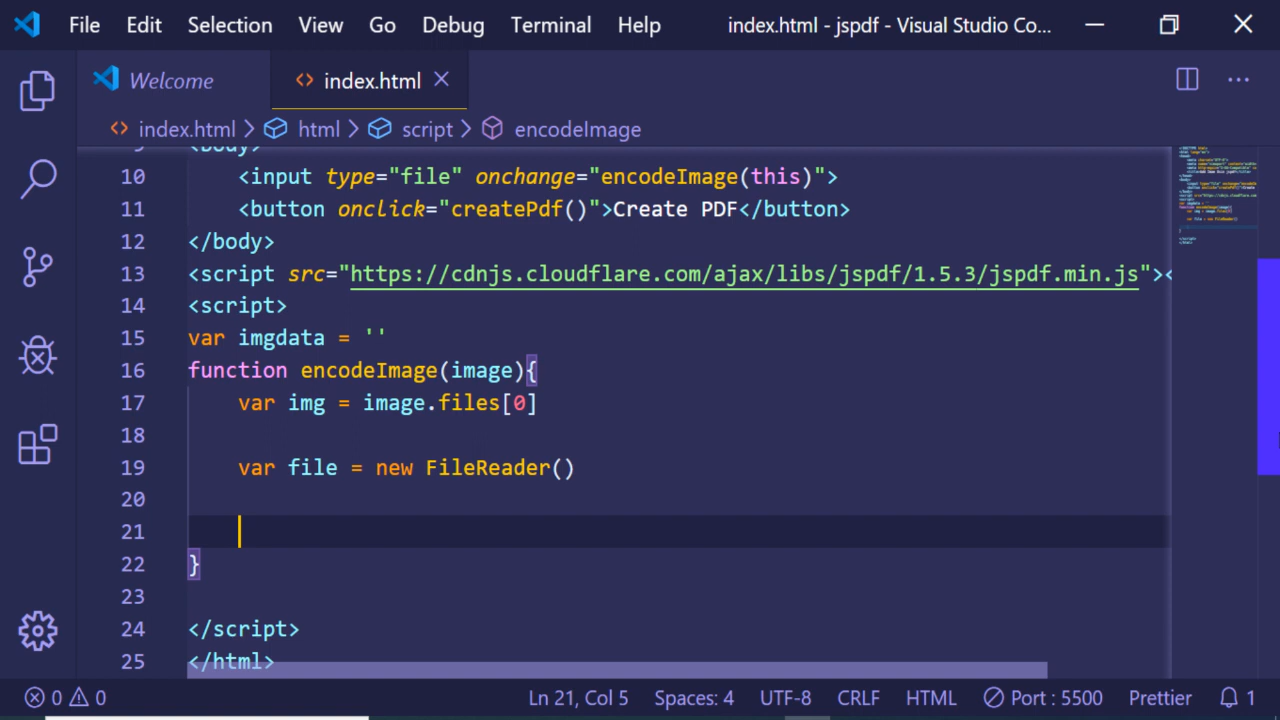 File Edit Selection View Go Debug Terminal Help index.html - jspdf - Visual Studio Co...
Welcome index.html
index.html html script encodeImage
9 <body>
10 <input type="file" onchange="encodeImage(this)">
11 <button onclick="createPdf()">Create PDF</button>
12 </body>
13 <script src="https://cdnjs.cloudflare.com/ajax/libs/jspdf/1.5.3/jspdf.min.js"><
14 <script>
15 var imgdata = ''
16 function encodeImage(image){
17 var img = image.files[0]
18
19 var file = new FileReader()
20
21
22 }
23
24 </script>
25 </html>
0 0 Ln 21, Col 5 Spaces: 4 UTF-8 CRLF HTML Port : 5500 Prettier 1